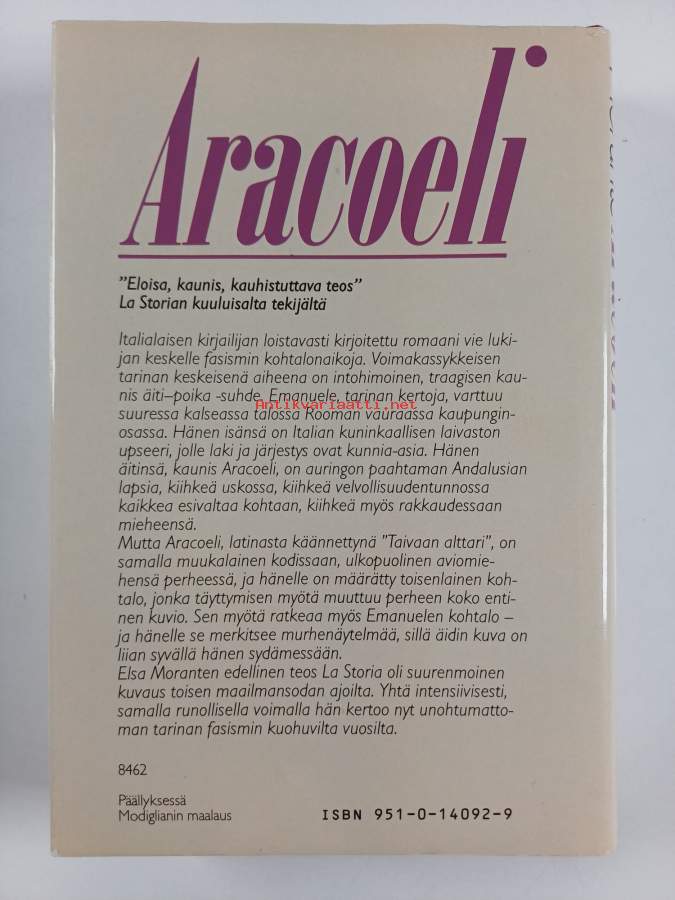 Aracoeli
”Eloisa, kaunis, kauhistuttava teos”
La Storian kuuluisalta tekijältä
Italialaisen kirjailijan loistavasti kirjoitettu romaani vie luki-
jan keskelle fasismin kohtalonaikoja. Voimakassykkeisen
tarinan keskeisenä aiheena on intohimoinen, traagisen kau-
nis äiti–poika -suhde. Emanuele, tarinan kertoja, varttuu
Antikvariaatti.net
suuressa kalseassa talossa Rooman vauraassa kaupungin-
osassa. Hänen isänsä on Italian kuninkaallisen laivaston
upseeri, jolle laki ja järjestys ovat kunnia-asia. Hänen
äitinsä, kaunis Aracoeli, on auringon paahtaman Andalusian
lapsia, kiihkeä uskossa, kiihkeä velvollisuudentunnossa
kaikkea esivaltaa kohtaan, kiihkeä myös rakkaudessaan
mieheensä.
Mutta Aracoeli, latinasta käännettynä ”Taivaan alttari”, on
samalla muukalainen kodissaan, ulkopuolinen aviomie-
hensä perheessä, ja hänelle on määrätty toisenlainen koh-
talo, jonka täyttymisen myötä muuttuu perheen koko enti-
nen kuvio. Sen myötä ratkeaa myös Emanuelen kohtalo –
ja hänelle se merkitsee murhenäytelmää, sillä äidin kuva on
liian syvällä hänen sydämessään.
Elsa Moranten edellinen teos La Storia oli suurenmoinen
kuvaus toisen maailmansodan ajoilta. Yhtä intensiivisesti,
samalla runollisella voimalla hän kertoo nyt unohtumatto-
man tarinan fasismin kuohuvilta vuosilta.
8462
Päällyksessä
Modiglianin maalaus
ISBN 951-0-14092-9